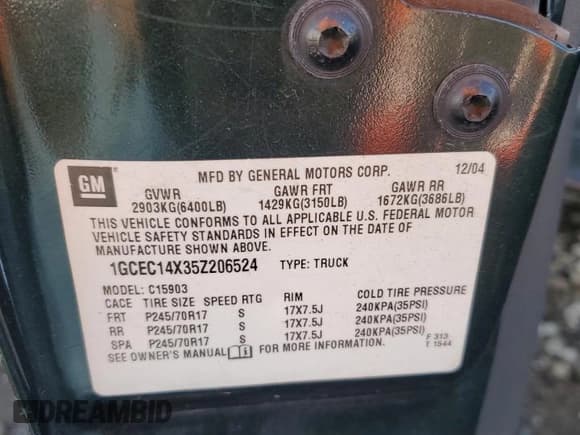 GM
MFD BY GENERAL MOTORS CORP. 12/04
GVWR GAWR FRT GAWR RR
2903KG(6400LB) 1429KG(3150LB) 1672KG(3686LB)
THIS VEHICLE CONFORMS TO ALL APPLICABLE U.S. FEDERAL MOTOR
VEHICLE SAFETY STANDARDS IN EFFECT ON THE DATE OF
MANUFACTURE SHOWN ABOVE.
1GCEC14X35Z206524 TYPE: TRUCK
MODEL: C15903
CACE TIRE SIZE SPEED RTG RIM COLD TIRE PRESSURE
FRT P245/70R17 S 17X7.5J 240KPA(35PSI)
RR P245/70R17 S 17X7.5J 240KPA(35PSI)
SPA P245/70R17 S 17X7.5J 240KPA(35PSI)
SEE OWNER'S MANUAL FOR MORE INFORMATION. F 313
T 1544
DREAMBID